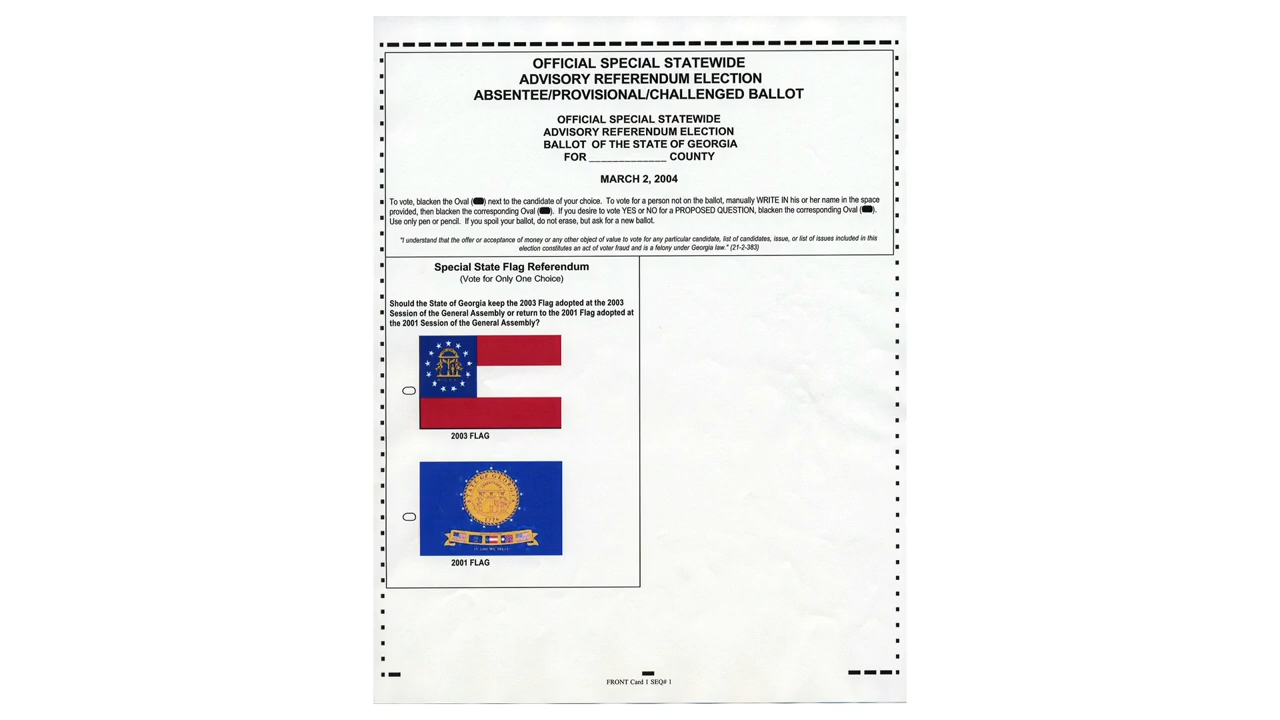 OFFICIAL SPECIAL STATEWIDE
ADVISORY REFERENDUM ELECTION
ABSENTEE/PROVISIONAL/CHALLENGED BALLOT
OFFICIAL SPECIAL STATEWIDE
ADVISORY REFERENDUM ELECTION
BALLOT OF THE STATE OF GEORGIA
FOR _____________ COUNTY
MARCH 2, 2004
To vote, blacken the Oval ( ) next to the candidate of your choice. To vote for a person not on the ballot, manually WRITE IN his or her name in the space
provided, then blacken the corresponding Oval ( ). If you desire to vote YES or NO for a PROPOSED QUESTION, blacken the corresponding Oval ( ).
Use only pen or pencil. If you spoil your ballot, do not erase, but ask for a new ballot.
"I understand that the offer or acceptance of money or any other object of value to vote for any particular candidate, list of candidates, issue, or list of issues included in this
election constitutes an act of voter fraud and is a felony under Georgia law." (21-2-383)
Special State Flag Referendum
(Vote for Only One Choice)
Should the State of Georgia keep the 2003 Flag adopted at the 2003
Session of the General Assembly or return to the 2001 Flag adopted at
the 2001 Session of the General Assembly?
2003 FLAG
STATE OF GEORGIA
1776
2001 FLAG
FRONT Card 1 SEQ# 1